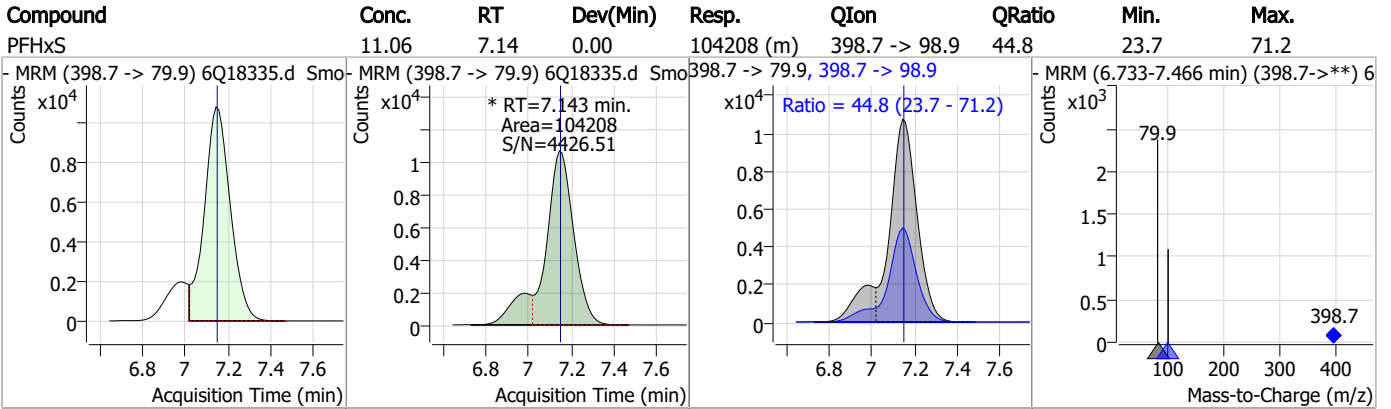 Compound Conc. RT Dev(Min) Resp. QIon QRatio Min. Max.
PFHxS 11.06 7.14 0.00 104208 (m) 398.7 -> 98.9 44.8 23.7 71.2
- MRM (398.7 -> 79.9) 6Q18335.d Smo
Counts
x10^4
0.8
0.6
0.4
0.2
0
6.8 7 7.2 7.4 7.6
Acquisition Time (min)
- MRM (398.7 -> 79.9) 6Q18335.d Smo
Counts
x10^4
* RT=7.143 min.
Area=104208
S/N=4426.51
1
0.8
0.6
0.4
0.2
0
6.8 7 7.2 7.4 7.6
Acquisition Time (min)
398.7 -> 79.9, 398.7 -> 98.9
x10^4
Ratio = 44.8 (23.7 - 71.2)
1
0.8
0.6
0.4
0.2
0
6.8 7 7.2 7.4 7.6
Acquisition Time (min)
- MRM (6.733-7.466 min) (398.7->**) 6
Counts
x10^3
79.9
2
1.5
1
0.5
0
398.7
100 200 300 400
Mass-to-Charge (m/z)